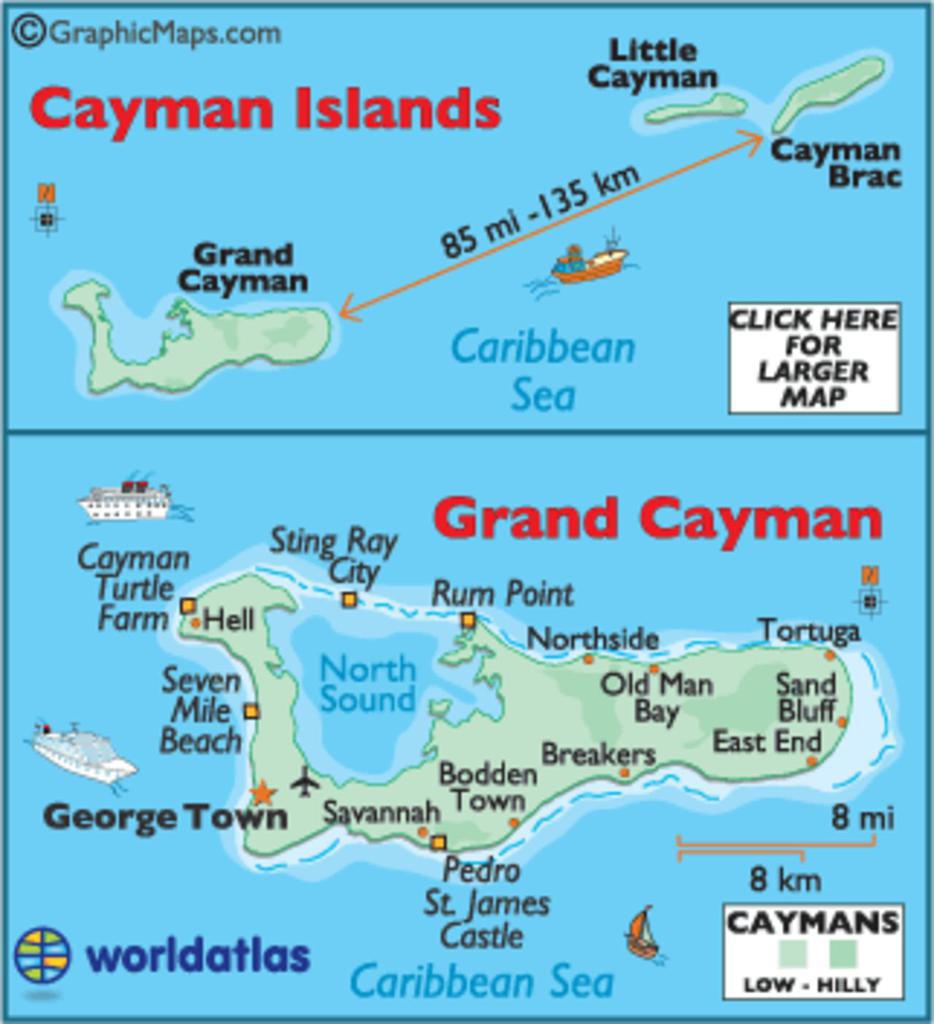 ©GraphicMaps.com
Cayman Islands
Little
Cayman
Cayman
Brac
85 mi -135 km
N
Grand
Cayman
Caribbean
Sea
CLICK HERE
FOR
LARGER
MAP
Grand Cayman
Cayman
Turtle
Farm
Sting Ray
City
Rum Point
N
Hell
Northside
Tortuga
North
Sound
Seven
Mile
Beach
Old Man
Bay
Sand
Bluff
East End
Breakers
Bodden
Town
George Town
Savannah
Pedro
St. James
Castle
8 mi
8 km
CAYMANS
LOW - HILLY
worldatlas
Caribbean Sea